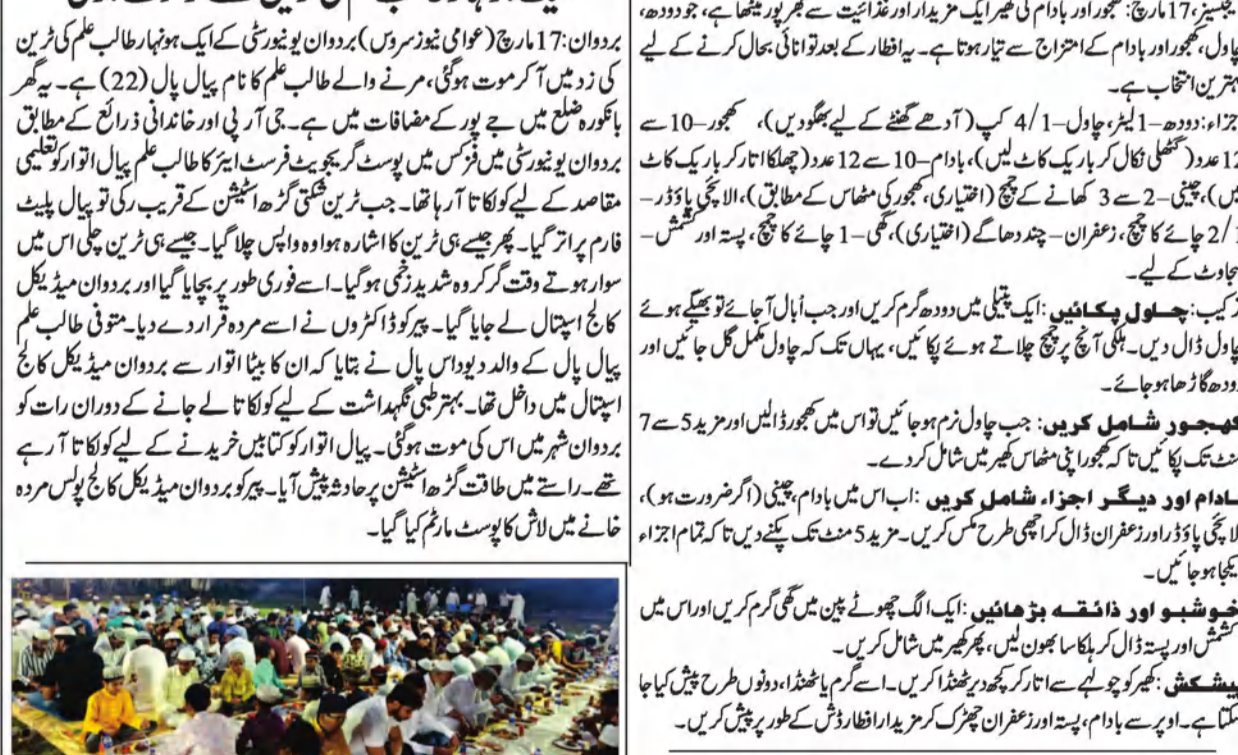 پیجیسیز،17مارچ: کھجور اور بادام کی کھیر ایک مزیدار اور غذائیت سے بھرپور میٹھا ہے، جو دودھ،
چاول، کھجور اور بادام کے امتزاج سے تیار ہوتا ہے۔ یہ افطار کے بعد توانائی بحال کرنے کے لیے
بہترین انتخاب ہے۔
اجزاء: دودھ–1 لیٹر، چاول–4/1 کپ (آدھے گھنٹے کے لیے بھگو دیں)، کھجور–10 سے
12 عدد (گٹھلی نکال کر باریک کاٹ لیں)، بادام–10 سے 12 عدد (چھلکا اتار کر باریک کاٹ
لیں)، چینی–2 سے 3 کھانے کے چمچ (اختیاری، کھجور کی مٹھاس کے مطابق)، الائچی پاؤڈر–
2/1 چائے کا چمچ، زعفران–چند دھاگے (اختیاری)، گھی–1 چائے کا چمچ، پستہ اور کشمش–
سجاوٹ کے لیے۔
ترکیب: چاول پکائیں: ایک پتیلی میں دودھ گرم کریں اور جب اُبال آجائے تو بھیگے ہوئے
چاول ڈال دیں۔ ہلکی آنچ پر چمچ چلاتے ہوئے پکائیں، یہاں تک کہ چاول مکمل گل جائیں اور
دودھ گاڑھا ہوجائے۔
کھجور شامل کریں: جب چاول نرم ہوجائیں تو اس میں کھجور ڈالیں اور مزید 5 سے 7
منٹ تک پکائیں تاکہ کھجور اپنی مٹھاس کھیر میں شامل کردے۔
بادام اور دیگر اجزاء شامل کریں: اب اس میں بادام، چینی (اگر ضرورت ہو)،
الائچی پاؤڈر اور زعفران ڈال کر اچھی طرح مکس کریں۔ مزید 5 منٹ تک پکنے دیں تاکہ تمام اجزاء
یکجا ہوجائیں۔
خوشبو اور ذائقہ بڑھائیں: ایک الگ چھوٹے پین میں گھی گرم کریں اور اس میں
کشمش اور پستہ ڈال کر ہلکا سا بھون لیں، پھر کھیر میں شامل کریں۔
پیشکش: کھیر کو چولہے سے اتار کر کچھ دیر ٹھنڈا کریں۔ اسے گرم یا ٹھنڈا، دونوں طرح پیش کیا جا
سکتا ہے۔ اوپر سے بادام، پستہ اور زعفران چھڑک کر مزیدار افطار ڈش کے طور پر پیش کریں۔
بردوان:17 مارچ (عوامی نیوز سروس) بردوان یونیورسٹی کے ایک ہونہار طالب علم کی ٹرین
کی زد میں آ کر موت ہوگئی، مرنے والے طالب علم کا نام پیال پال (22) ہے۔ یہ گھر
بانکورہ ضلع میں جے پور کے مضافات میں ہے۔ جی آر پی اور خاندانی ذرائع کے مطابق
بردوان یونیورسٹی میں فزکس میں پوسٹ گریجویٹ فرسٹ ایئر کا طالب علم پیال اتوار کو تعلیمی
مقاصد کے لیے کولکاتا آ رہا تھا۔ جب ٹرین شکتی گڑھ اسٹیشن کے قریب رکی تو پیال پلیٹ
فارم پر اتر گیا۔ پھر جیسے ہی ٹرین کا اشارہ ہوا وہ واپس چلا گیا۔ جیسے ہی ٹرین چلی اس میں
سوار ہوتے وقت گر کر وہ شدید زخمی ہو گیا۔ اسے فوری طور پر بچایا گیا اور بردوان میڈیکل
کالج اسپتال لے جایا گیا۔ پیر کو ڈاکٹروں نے اسے مردہ قرار دے دیا۔ متوفی طالب علم
پیال پال کے والد دیوداس پال نے بتایا کہ ان کا بیٹا اتوار سے بردوان میڈیکل کالج
اسپتال میں داخل تھا۔ بہتر طبی نگہداشت کے لیے کولکاتا لے جانے کے دوران رات کو
بردوان شہر میں اس کی موت ہوگئی۔ پیال اتوار کو کتابیں خریدنے کے لیے کولکاتا آ رہے
تھے۔ راستے میں طاقت گڑھ اسٹیشن پر حادثہ پیش آیا۔ پیر کو بردوان میڈیکل کالج پولس مردہ
خانے میں لاش کا پوسٹ مارٹم کیا گیا۔